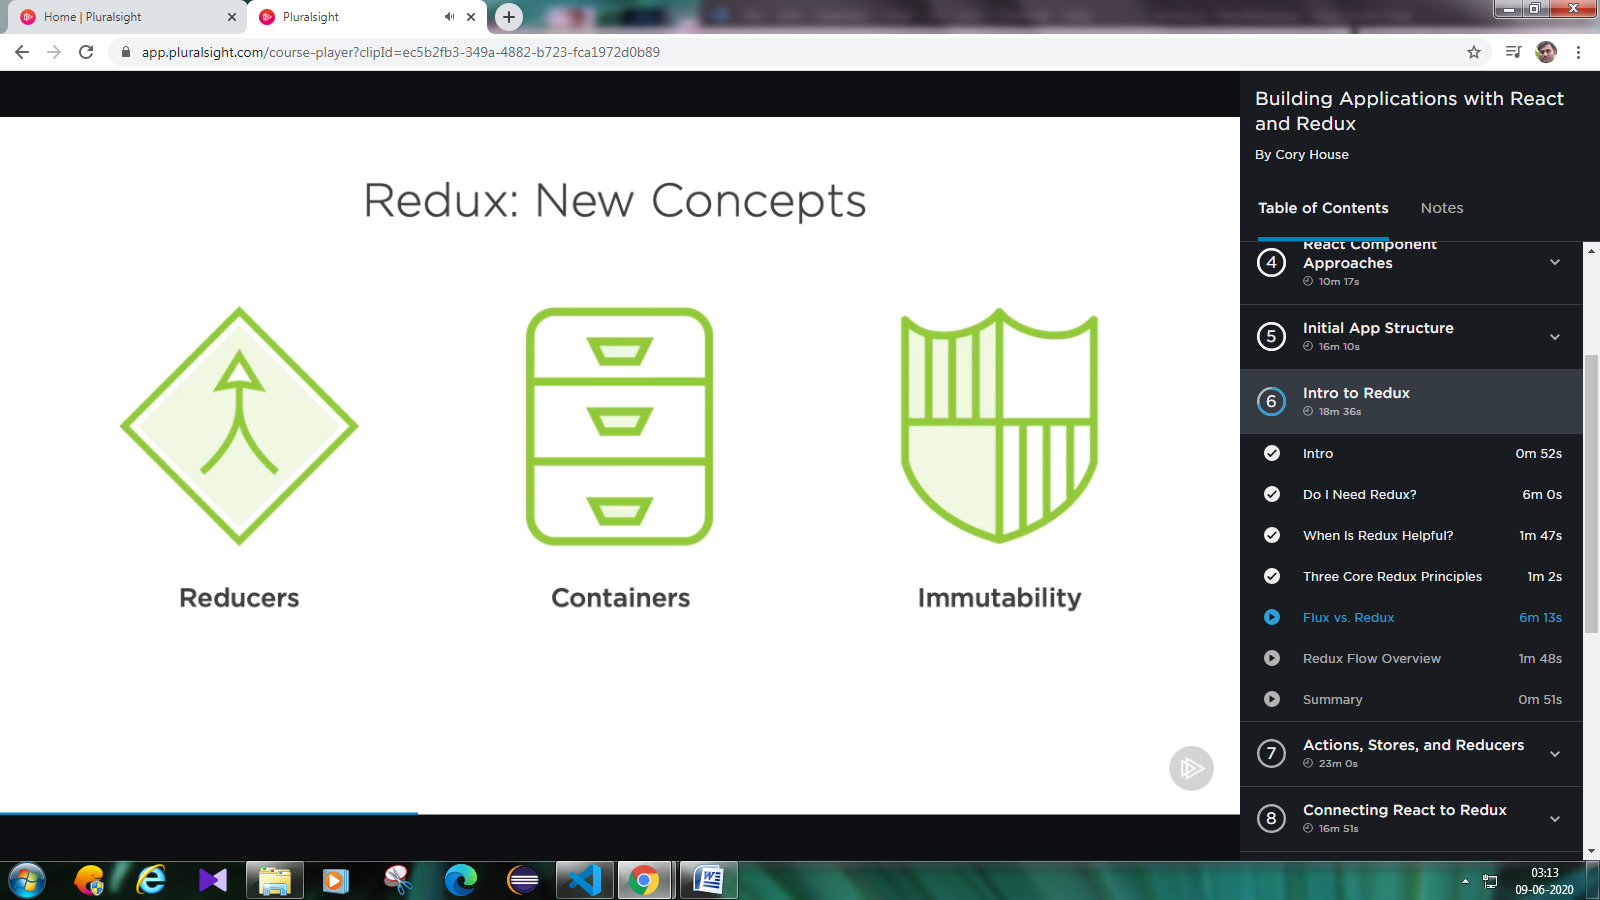 Home | Pluralsight
Pluralsight
app.pluralsight.com/course-player?clipId=ec5b2fb3-349a-4882-b723-fca1972d0b89
Redux: New Concepts
Reducers
Containers
Immutability
Building Applications with React
and Redux
By Cory House
Table of Contents
Notes
4
React Component
Approaches
10m 17s
5
Initial App Structure
16m 10s
6
Intro to Redux
18m 36s
Intro 0m 52s
Do I Need Redux? 6m 0s
When Is Redux Helpful? 1m 47s
Three Core Redux Principles 1m 2s
Flux vs. Redux 6m 13s
Redux Flow Overview 1m 48s
Summary 0m 51s
7
Actions, Stores, and Reducers
23m 0s
8
Connecting React to Redux
16m 51s
03:13
09-06-2020